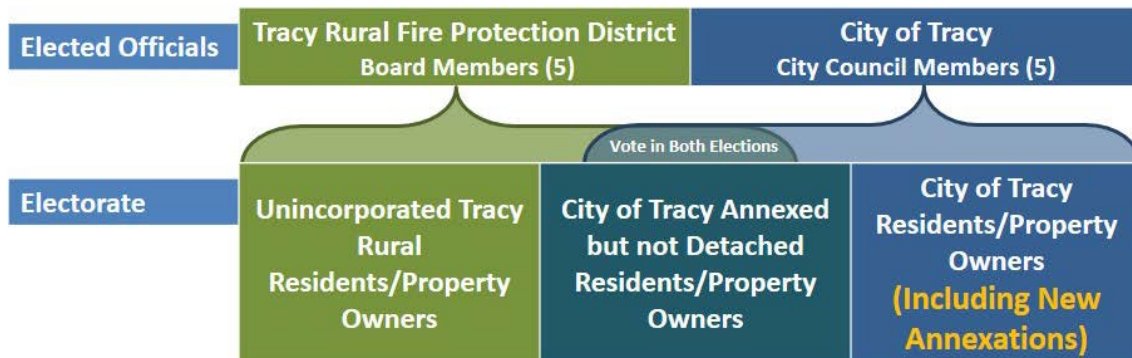 Elected Officials
Tracy Rural Fire Protection District
Board Members (5)
City of Tracy
City Council Members (5)
Vote in Both Elections
Electorate
Unincorporated Tracy
Rural
Residents/Property
Owners
City of Tracy Annexed
but not Detached
Residents/Property
Owners
City of Tracy
Residents/Property
Owners
(Including New
Annexations)